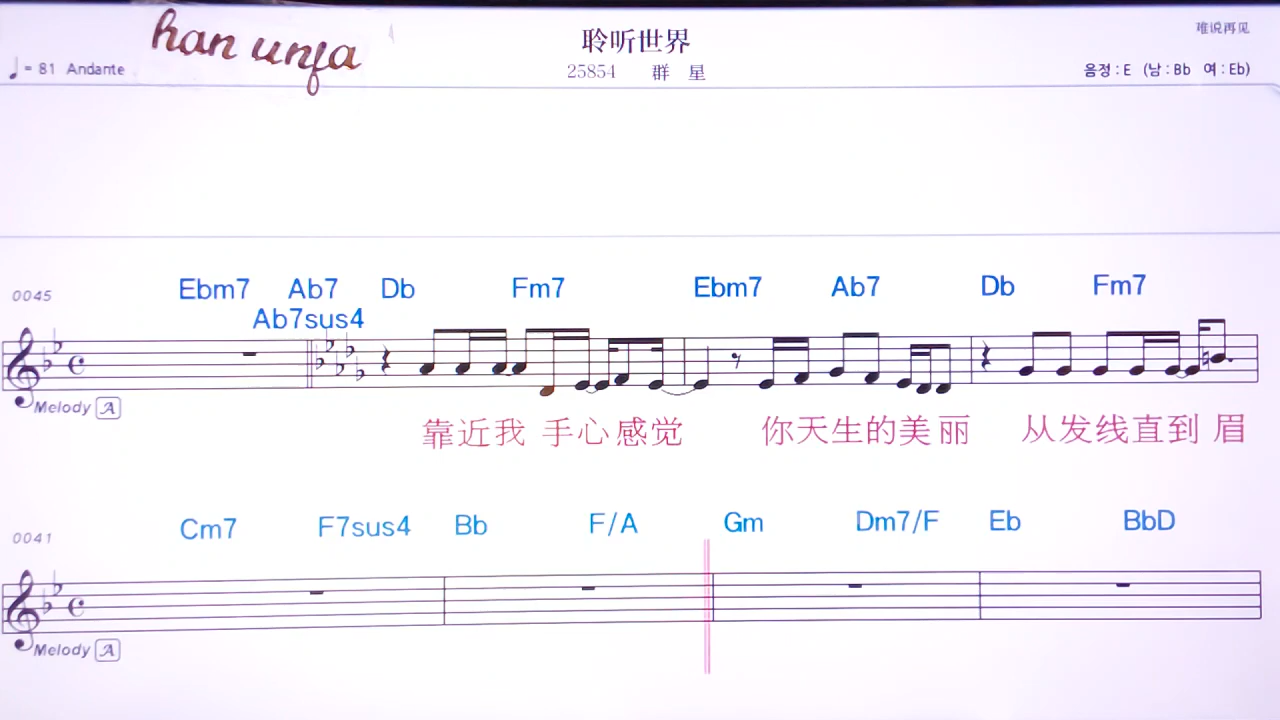 han unfa
聆听世界
难说再见
♩= 81 Andante
25854 群 星
음정 : E (남 : Bb 여 : Eb)
0045
Ebm7 Ab7 Db Fm7 Ebm7 Ab7 Db Fm7
Ab7sus4
Melody A
靠近我 手心感觉 你天生的美丽 从发线直到 眉
0041
Cm7 F7sus4 Bb F/A Gm Dm7/F Eb BbD
Melody A